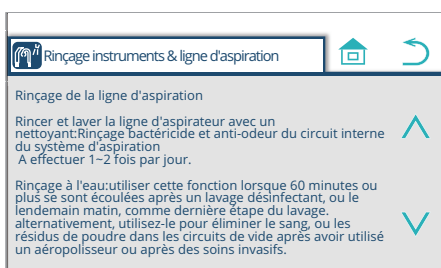 Rinçage instruments & ligne d'aspiration
Rinçage de la ligne d'aspiration
Rincer et laver la ligne d'aspirateur avec un
nettoyant:Rinçage bactéricide et anti-odeur du circuit interne
du système d'aspiration
A effectuer 1~2 fois par jour.
Rinçage à l'eau:utiliser cette fonction lorsque 60 minutes ou
plus se sont écoulées après un lavage désinfectant, ou le
lendemain matin, comme dernière étape du lavage.
alternativement, utilisez-le pour éliminer le sang, ou les
résidus de poudre dans les circuits de vide après avoir utilisé
un aéropolisseur ou après des soins invasifs.